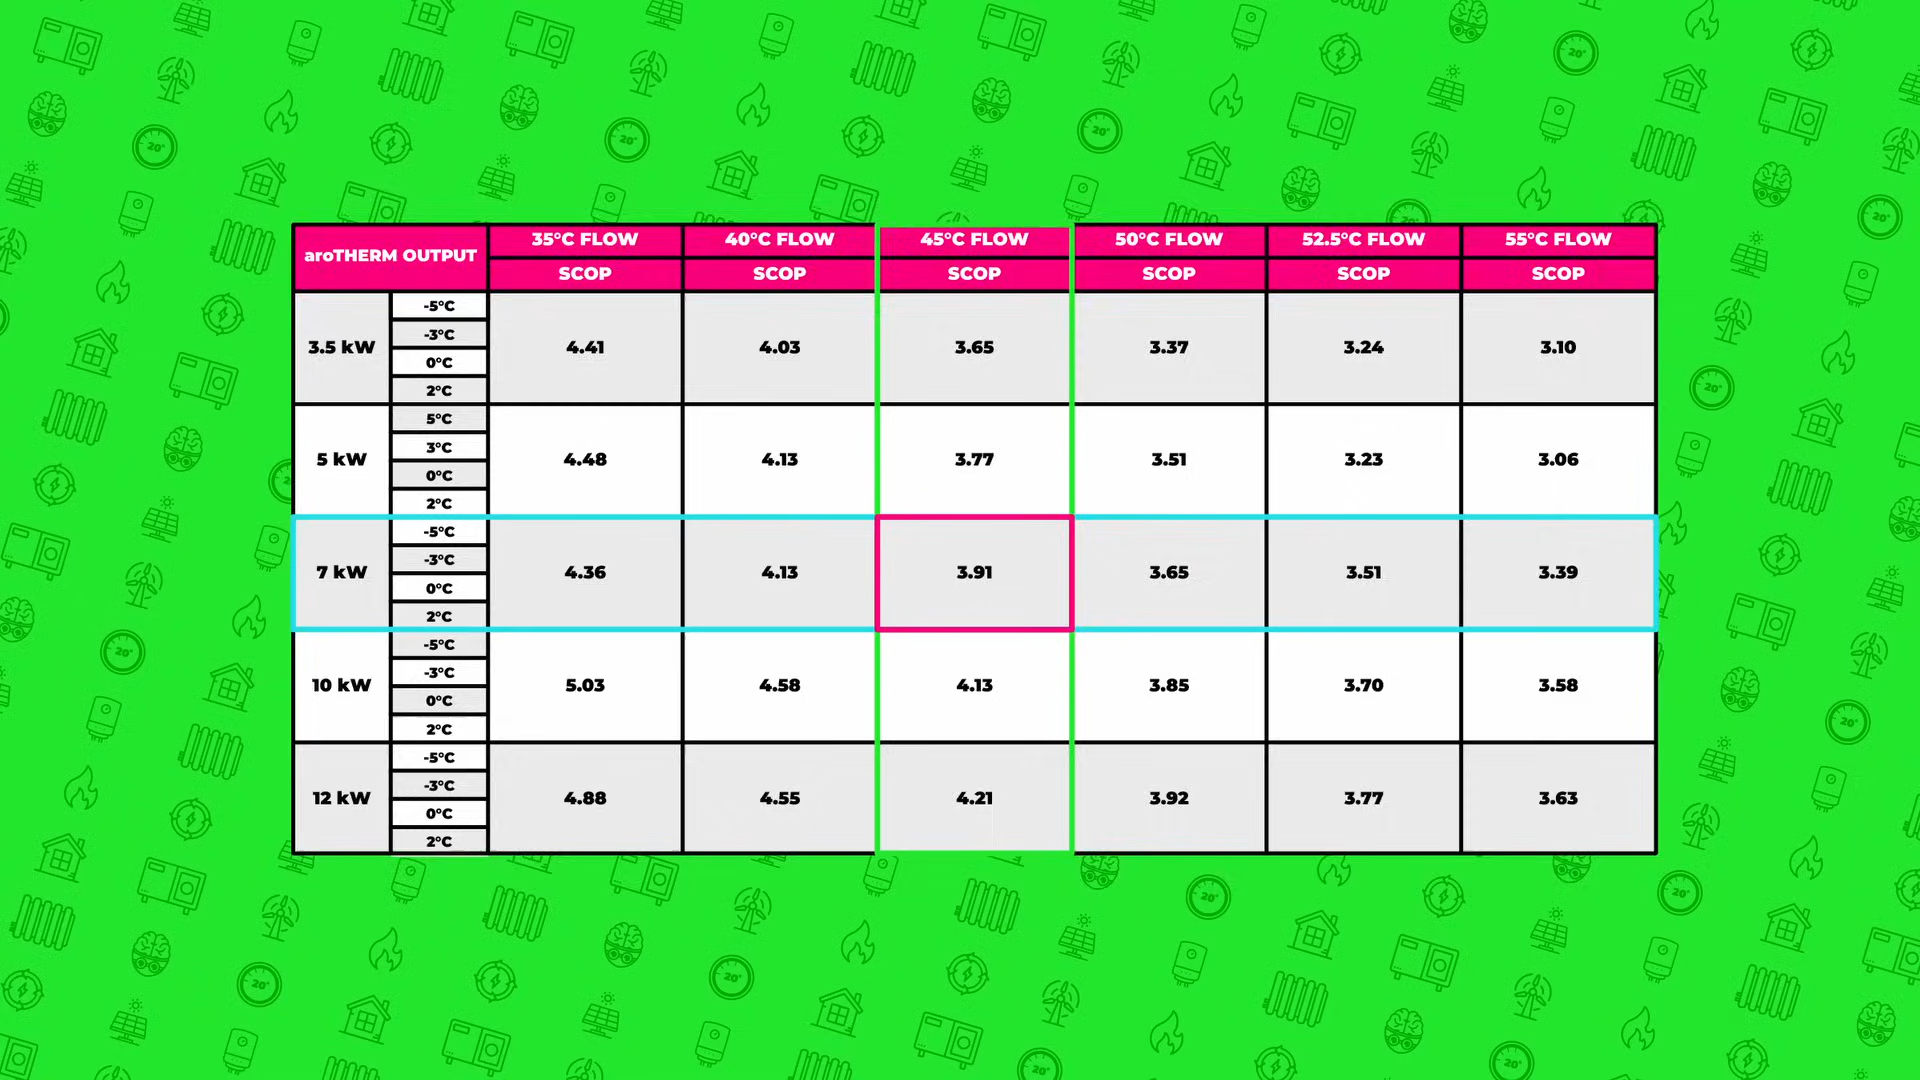 aroTHERM OUTPUT 35°C FLOW 40°C FLOW 45°C FLOW 50°C FLOW 52.5°C FLOW 55°C FLOW
SCOP SCOP SCOP SCOP SCOP SCOP
3.5 kW -5°C 4.41 4.03 3.65 3.37 3.24 3.10
-3°C
0°C
2°C
5 kW 5°C 4.48 4.13 3.77 3.51 3.23 3.06
3°C
0°C
2°C
7 kW -5°C 4.36 4.13 3.91 3.65 3.51 3.39
-3°C
0°C
2°C
10 kW -5°C 5.03 4.58 4.13 3.85 3.70 3.58
-3°C
0°C
2°C
12 kW -5°C 4.88 4.55 4.21 3.92 3.77 3.63
-3°C
0°C
2°C